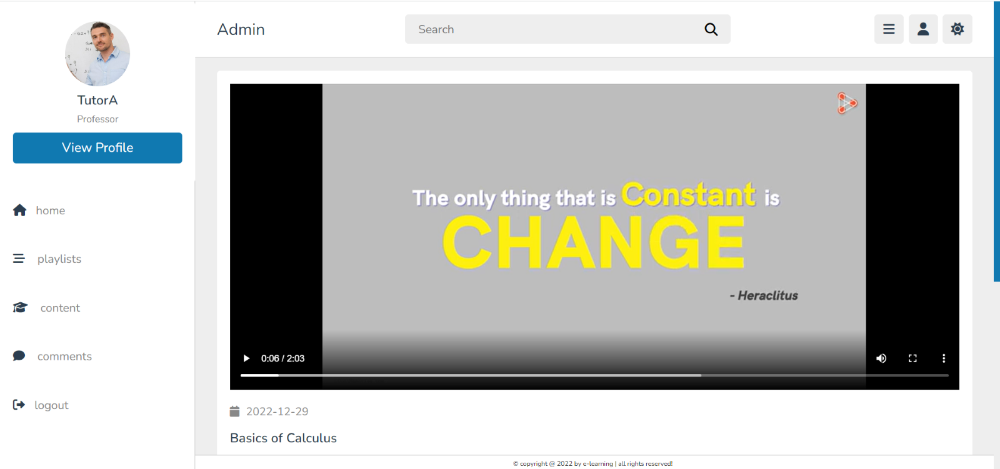 TutorA
Professor
View Profile
home
playlists
content
comments
logout
Admin
Search
The only thing that is Constant is
CHANGE
- Heraclitus
0:06 / 2:03
2022-12-29
Basics of Calculus
© copyright @ 2022 by e-learning | all rights reserved!